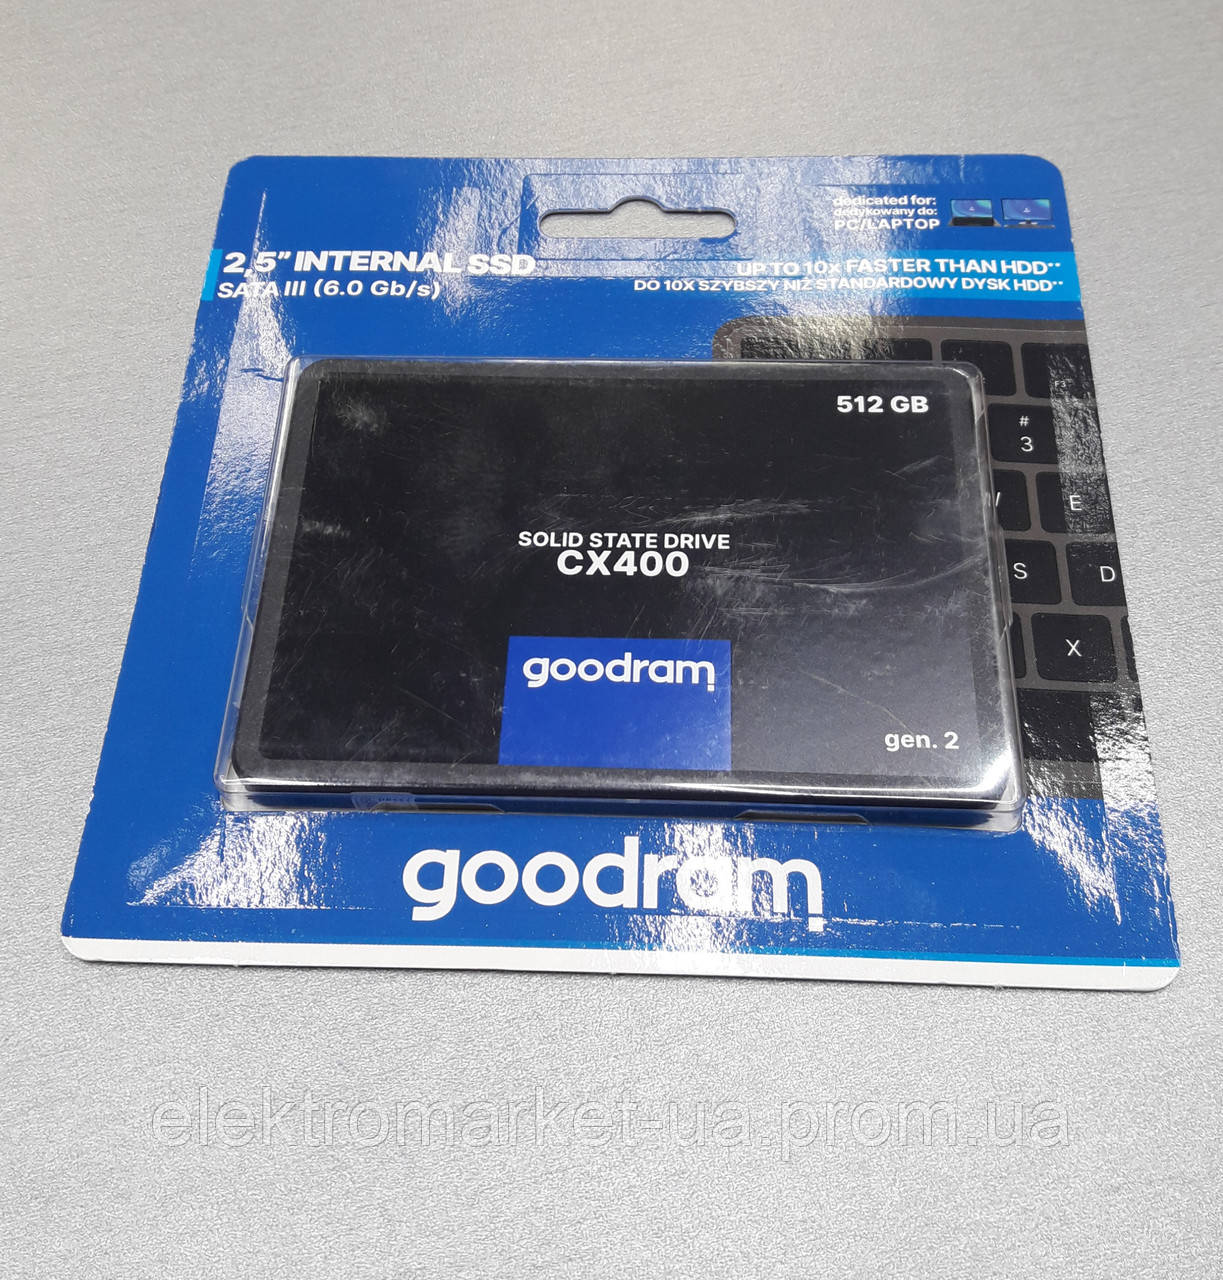 dedicated for:
dedykowany do:
PC/LAPTOP
2,5" INTERNAL SSD
SATA III (6.0 Gb/s)
UP TO 10x FASTER THAN HDD**
DO 10X SZYBSZY NIŻ STANDARDOWY DYSK HDD**
F3
#
3
E
S
D
X
512 GB
SOLID STATE DRIVE
CX400
goodram
gen. 2
goodram
elektromarket-ua.prom.ua